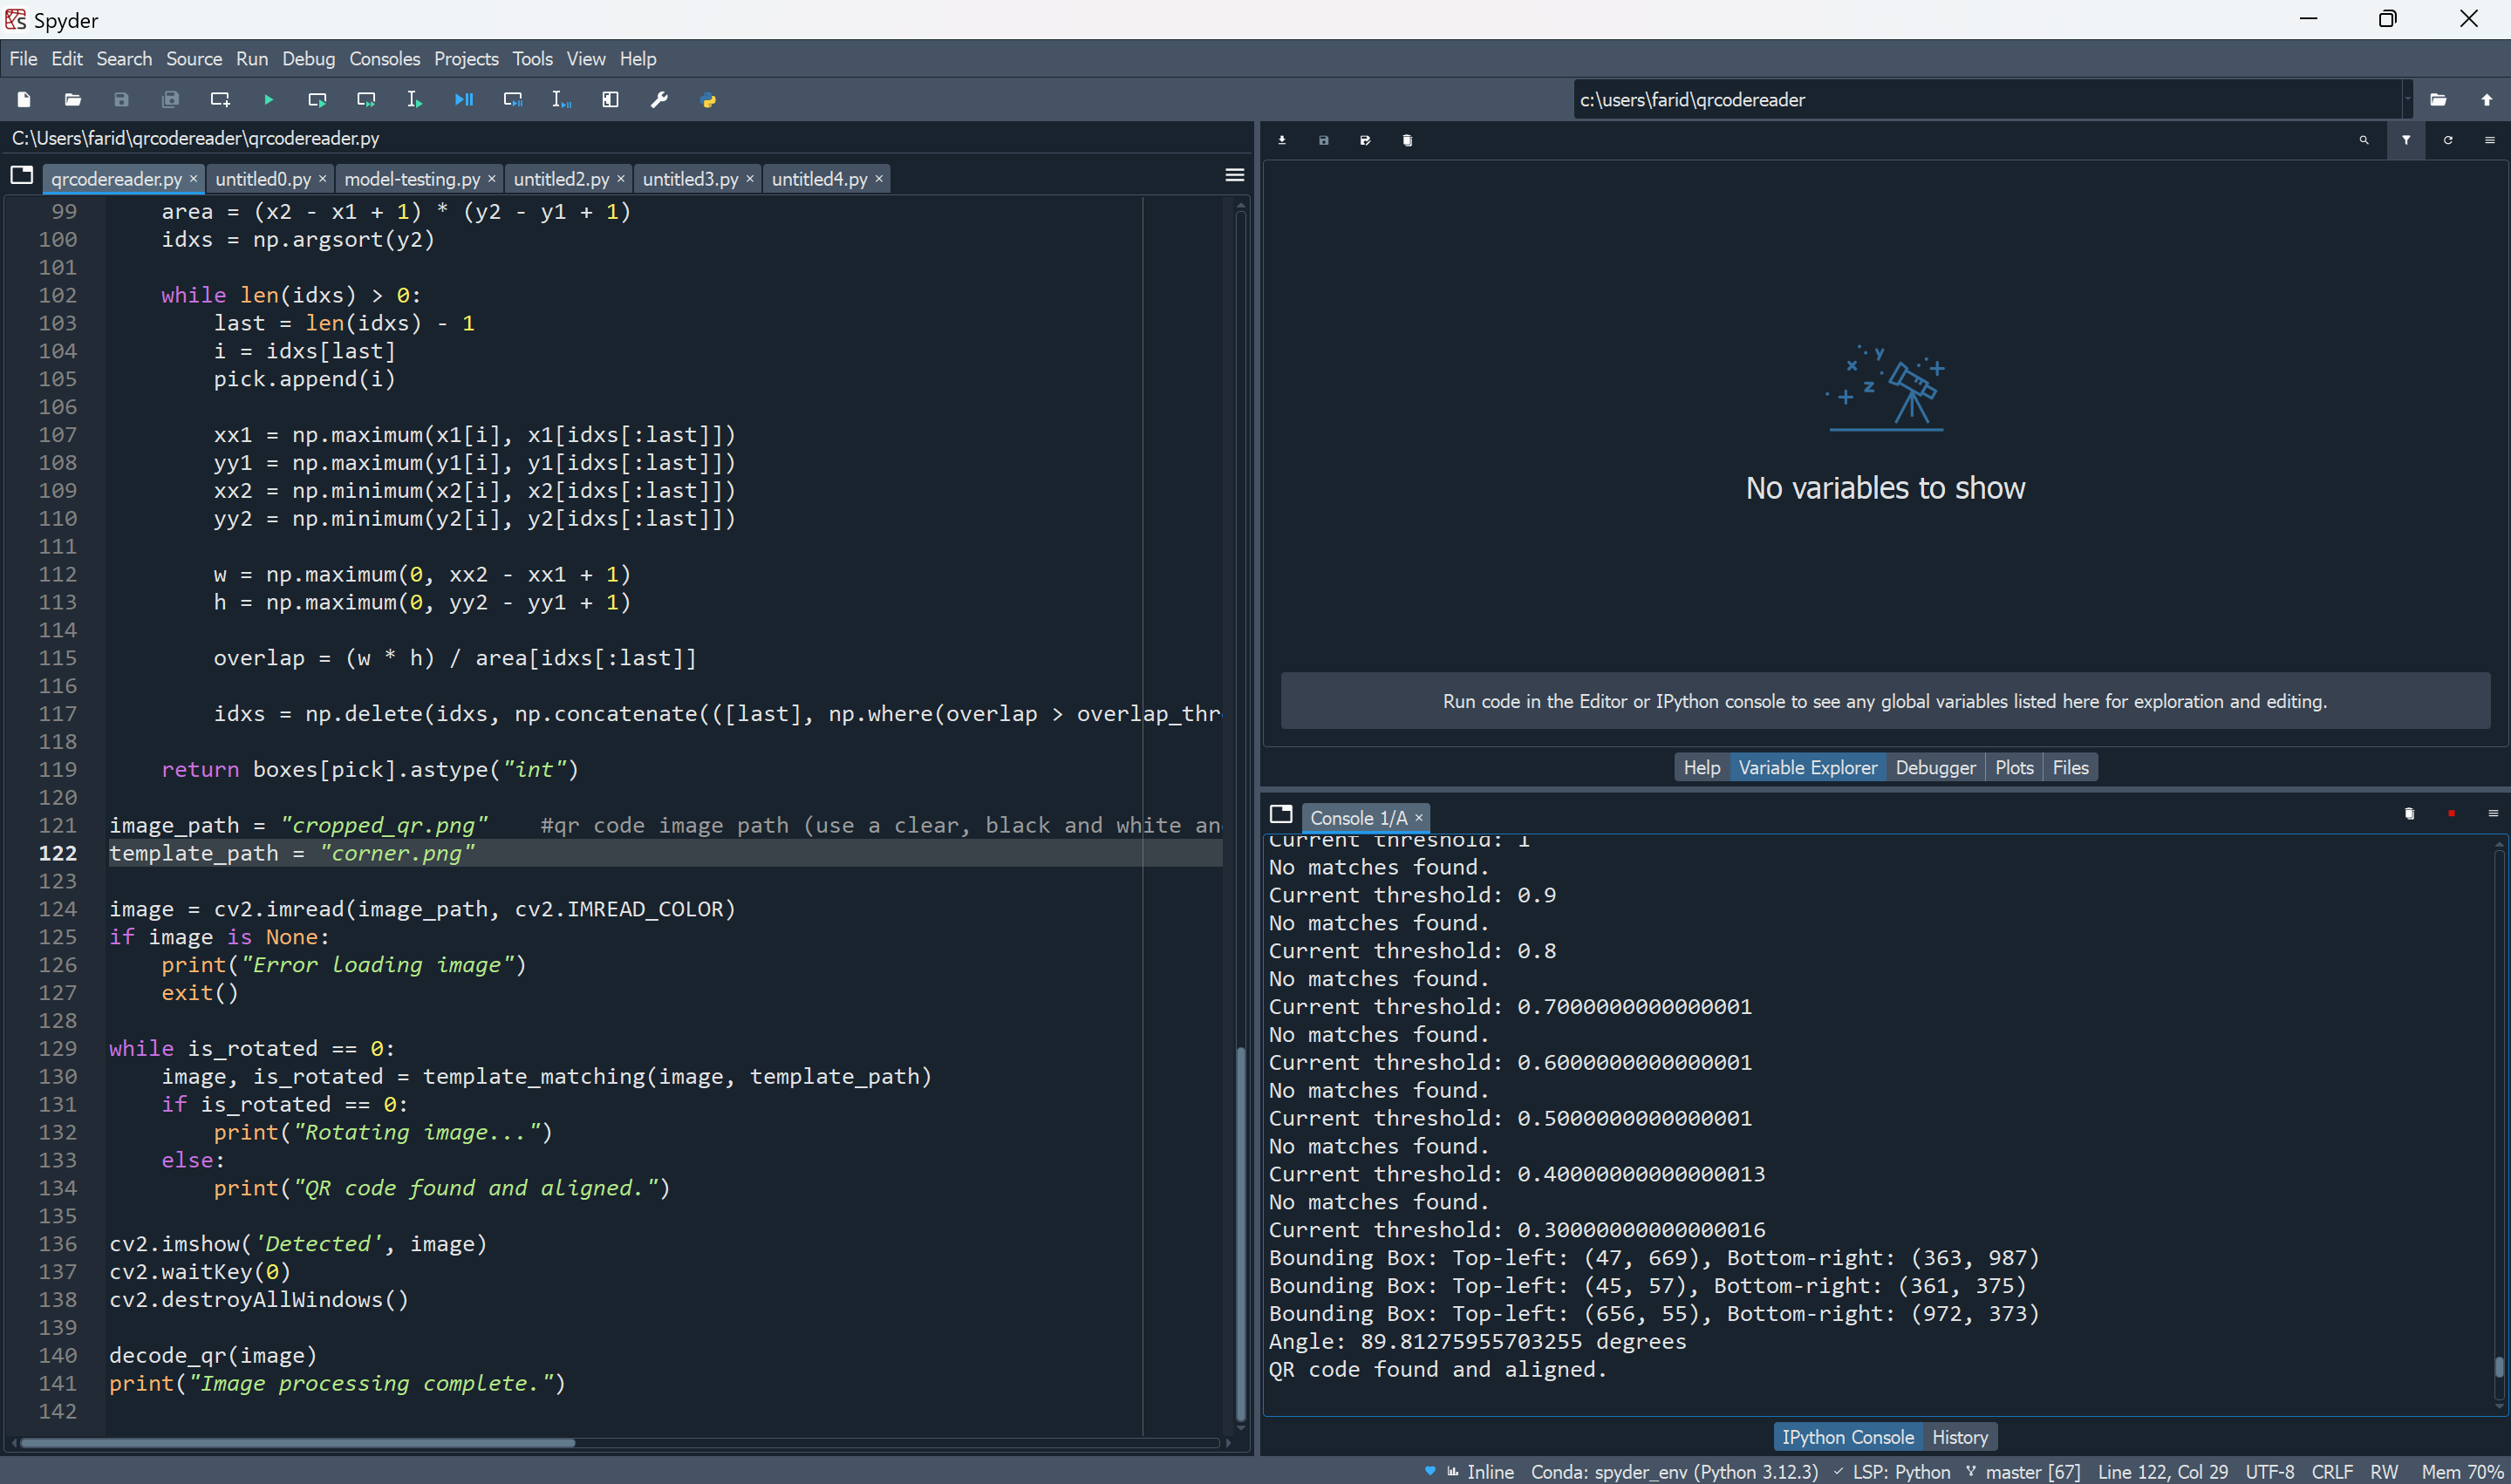 Spyder
File Edit Search Source Run Debug Consoles Projects Tools View Help
c:\users\farid\qrcodereader
C:\Users\farid\qrcodereader\qrcodereader.py
qrcodereader.py untitled0.py model-testing.py untitled2.py untitled3.py untitled4.py
99 area = (x2 - x1 + 1) * (y2 - y1 + 1)
100 idxs = np.argsort(y2)
101
102 while len(idxs) > 0:
103 last = len(idxs) - 1
104 i = idxs[last]
105 pick.append(i)
106
107 xx1 = np.maximum(x1[i], x1[idxs[:last]])
108 yy1 = np.maximum(y1[i], y1[idxs[:last]])
109 xx2 = np.minimum(x2[i], x2[idxs[:last]])
110 yy2 = np.minimum(y2[i], y2[idxs[:last]])
111
112 w = np.maximum(0, xx2 - xx1 + 1)
113 h = np.maximum(0, yy2 - yy1 + 1)
114
115 overlap = (w * h) / area[idxs[:last]]
116
117 idxs = np.delete(idxs, np.concatenate(([last], np.where(overlap > overlap_thr
118
119 return boxes[pick].astype("int")
120
121 image_path = "cropped_qr.png" #qr code image path (use a clear, black and white an
122 template_path = "corner.png"
123
124 image = cv2.imread(image_path, cv2.IMREAD_COLOR)
125 if image is None:
126 print("Error loading image")
127 exit()
128
129 while is_rotated == 0:
130 image, is_rotated = template_matching(image, template_path)
131 if is_rotated == 0:
132 print("Rotating image...")
133 else:
134 print("QR code found and aligned.")
135
136 cv2.imshow('Detected', image)
137 cv2.waitKey(0)
138 cv2.destroyAllWindows()
139
140 decode_qr(image)
141 print("Image processing complete.")
142
x y z
No variables to show
Run code in the Editor or IPython console to see any global variables listed here for exploration and editing.
Help Variable Explorer Debugger Plots Files
Console 1/A
Current threshold: 1
No matches found.
Current threshold: 0.9
No matches found.
Current threshold: 0.8
No matches found.
Current threshold: 0.7000000000000001
No matches found.
Current threshold: 0.6000000000000001
No matches found.
Current threshold: 0.5000000000000001
No matches found.
Current threshold: 0.40000000000000013
No matches found.
Current threshold: 0.30000000000000016
Bounding Box: Top-left: (47, 669), Bottom-right: (363, 987)
Bounding Box: Top-left: (45, 57), Bottom-right: (361, 375)
Bounding Box: Top-left: (656, 55), Bottom-right: (972, 373)
Angle: 89.81275955703255 degrees
QR code found and aligned.
IPython Console History
Inline Conda: spyder_env (Python 3.12.3) LSP: Python master [67] Line 122, Col 29 UTF-8 CRLF RW Mem 70%